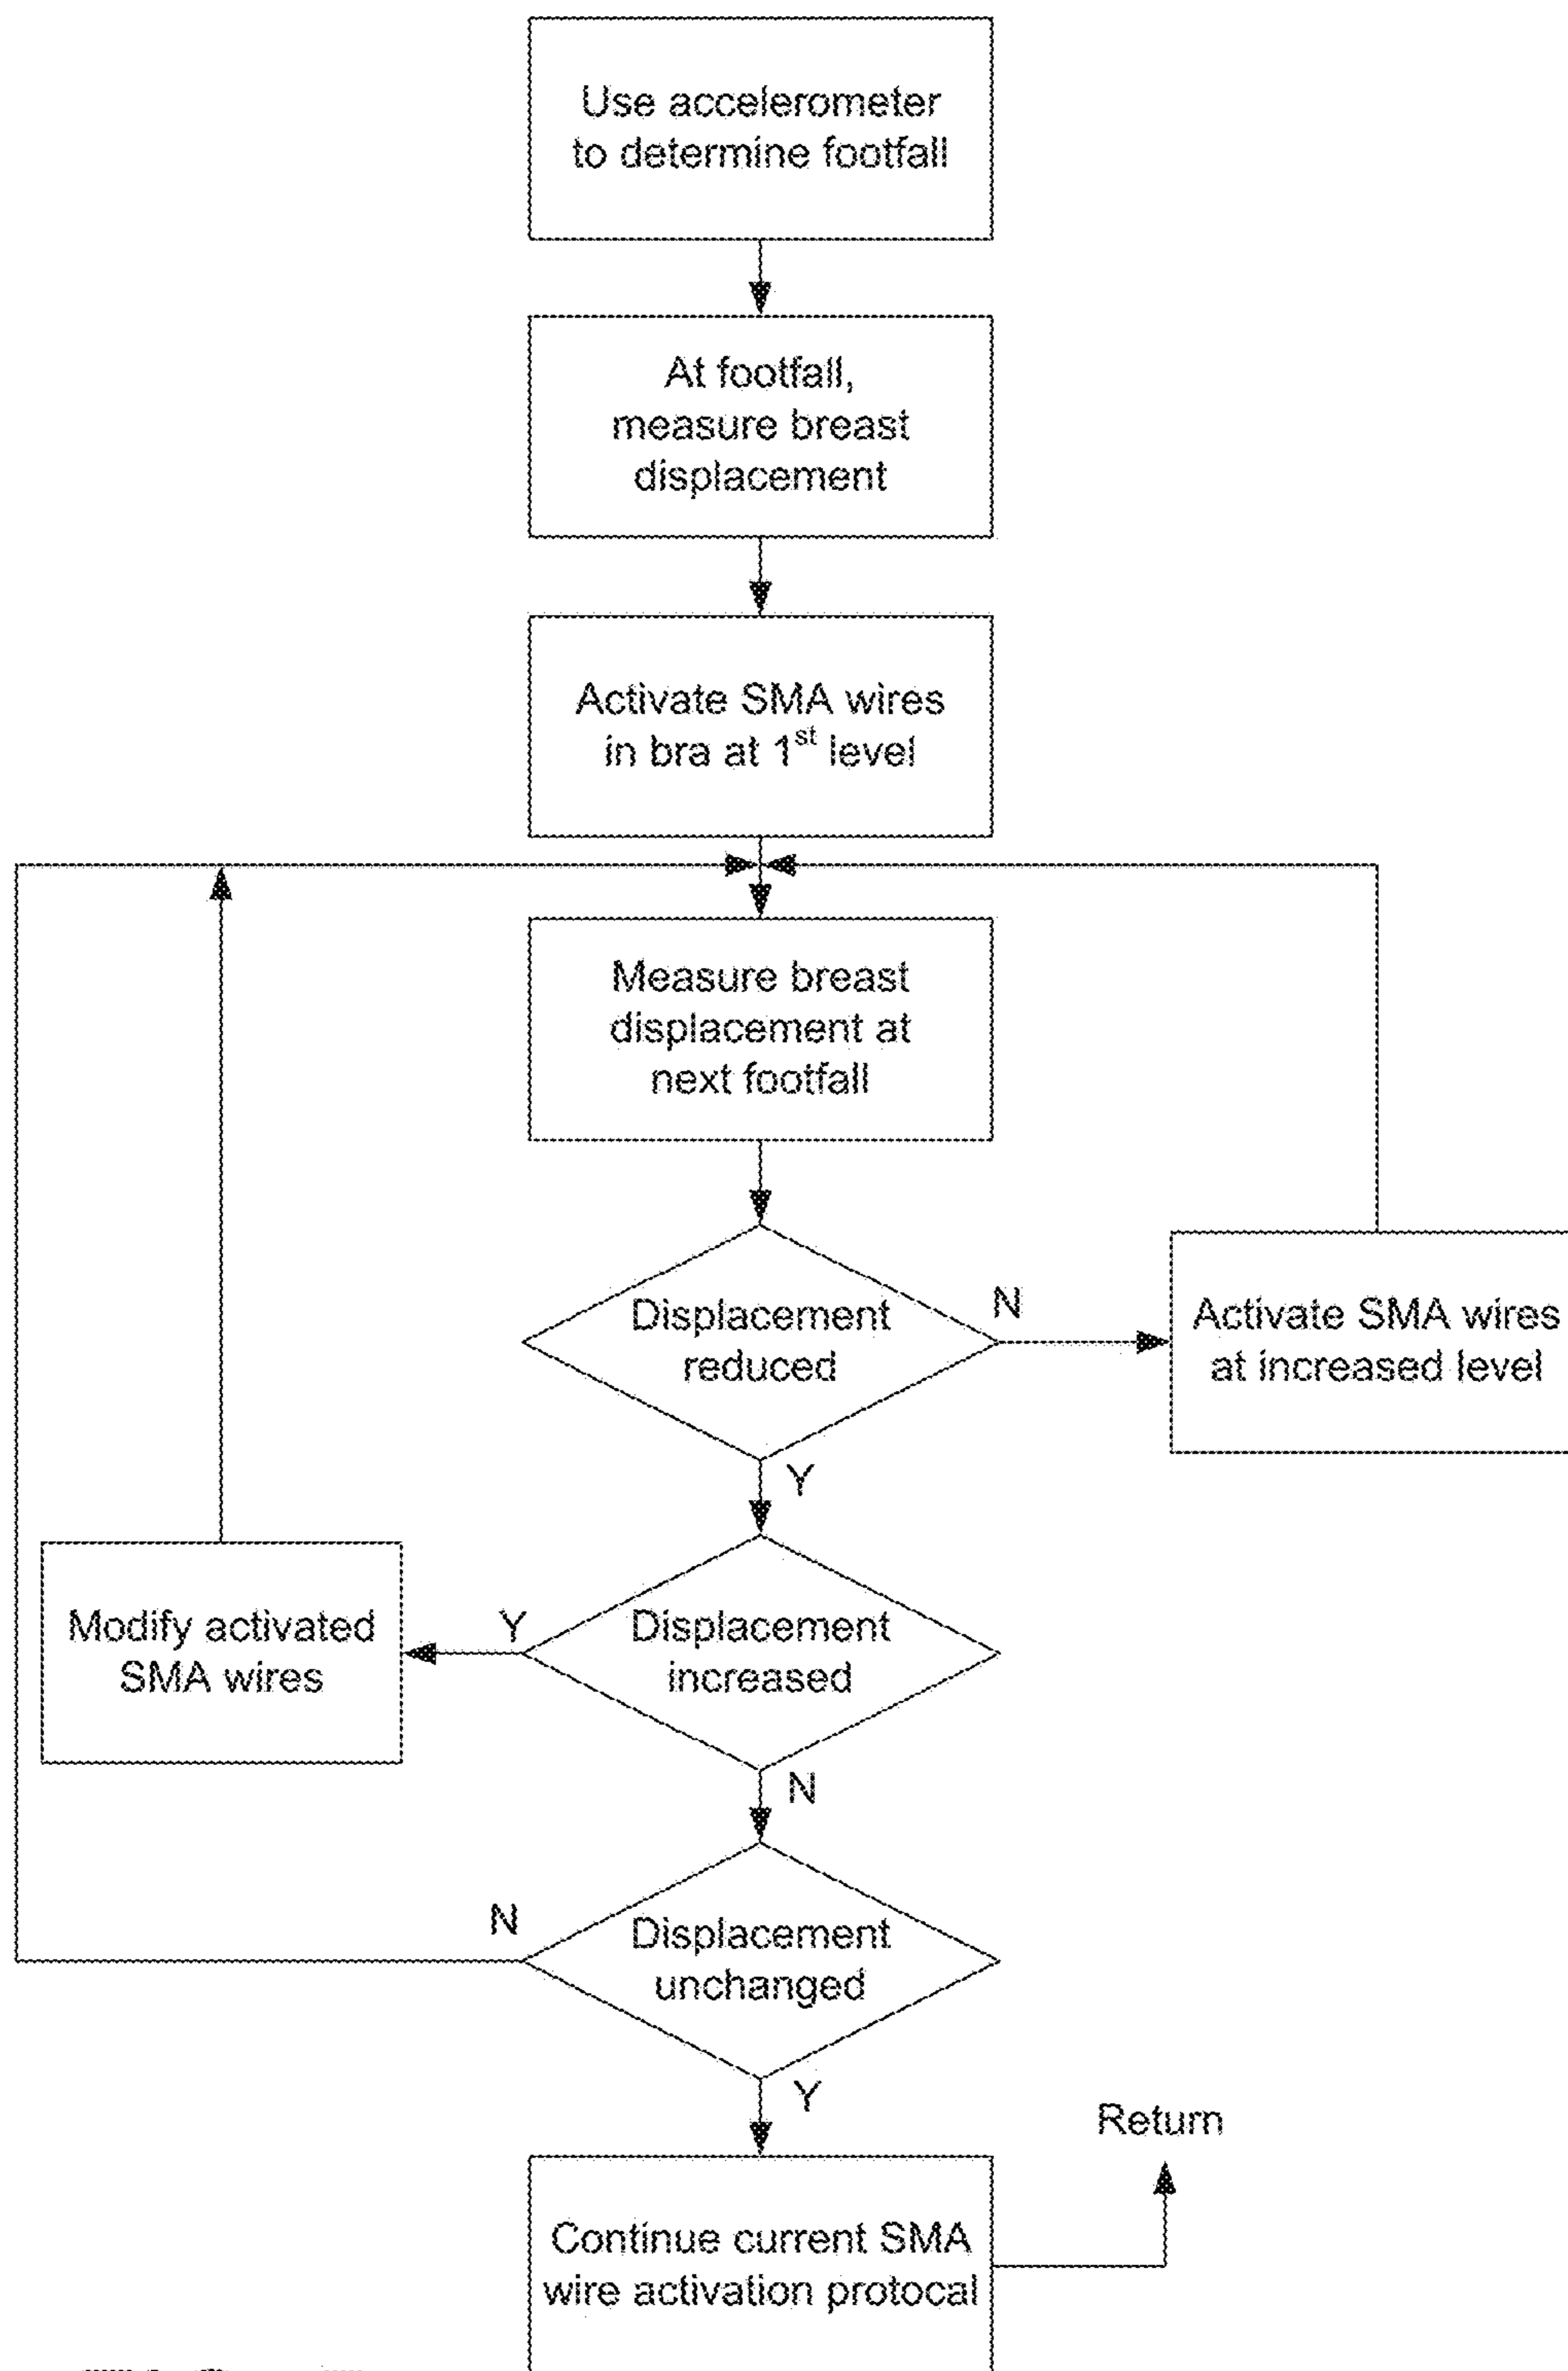 Use accelerometer
to determine footfall
At footfall,
measure breast
displacement
Activate SMA wires
in bra at 1st level
Measure breast
displacement at
next footfall
Displacement
reduced
N
Activate SMA wires
at increased level
Y
Displacement
increased
Y
Modify activated
SMA wires
N
Displacement
unchanged
N
Y
Return
Continue current SMA
wire activation protocal